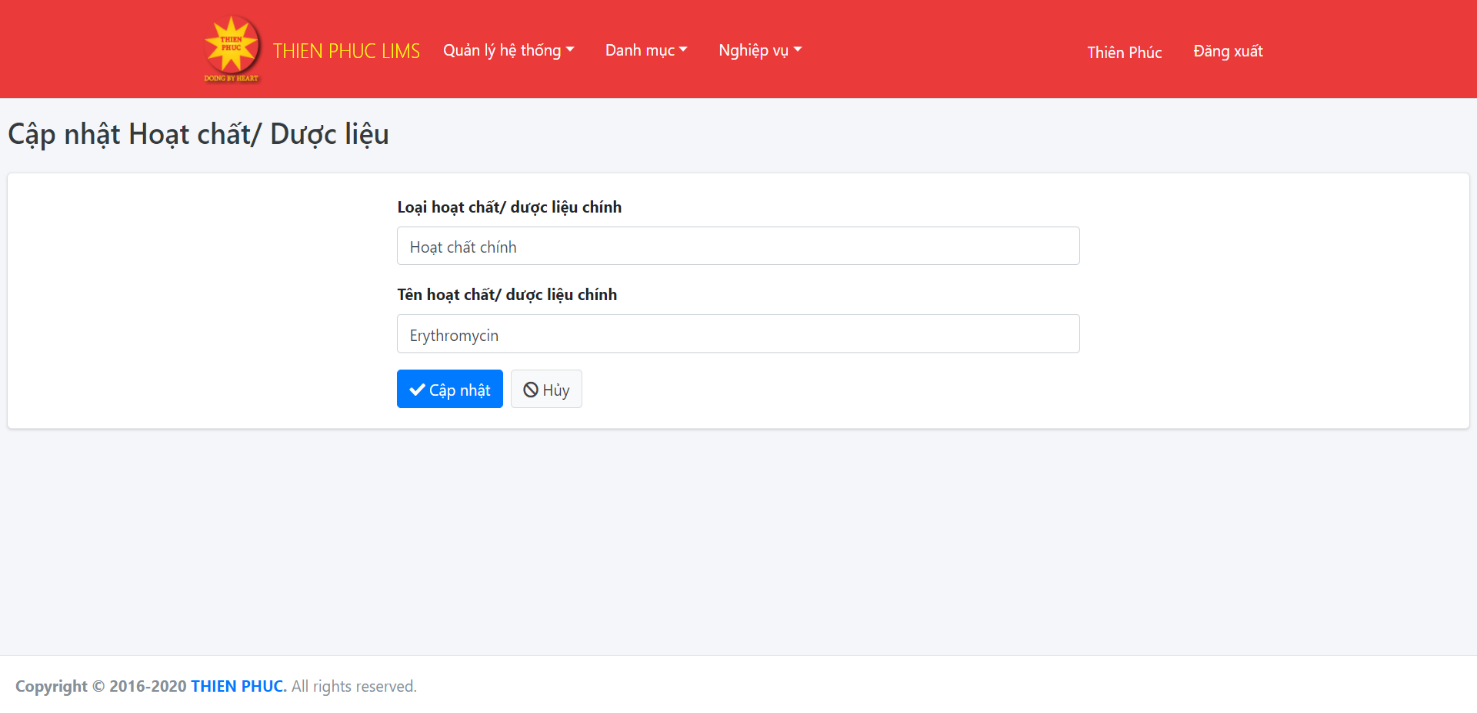 THIEN
PHUC
DOING BY HEART
THIEN PHUC LIMS
Quản lý hệ thống
Danh mục
Nghiệp vụ
Thiên Phúc
Đăng xuất
Cập nhật Hoạt chất/ Dược liệu
Loại hoạt chất/ dược liệu chính
Hoạt chất chính
Tên hoạt chất/ dược liệu chính
Erythromycin
Cập nhật
Hủy
Copyright © 2016-2020 THIEN PHUC. All rights reserved.